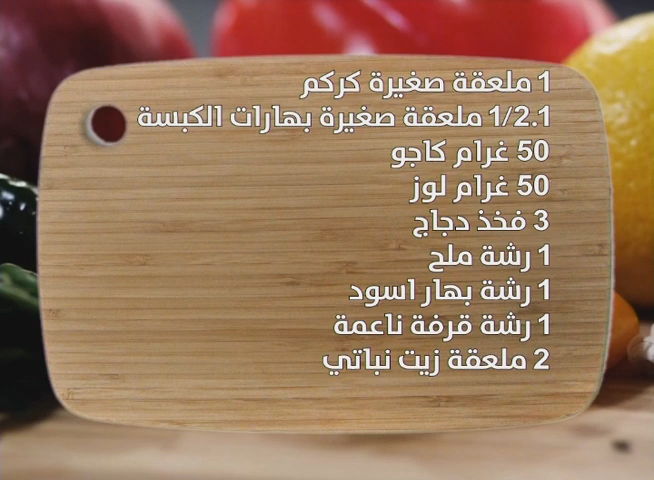 1 ملعقة صغيرة كركم
1/2.1 ملعقة صغيرة بهارات الكبسة
50 غرام كاجو
50 غرام لوز
3 فخذ دجاج
1 رشة ملح
1 رشة بهار اسود
1 رشة قرفة ناعمة
2 ملعقة زيت نباتي